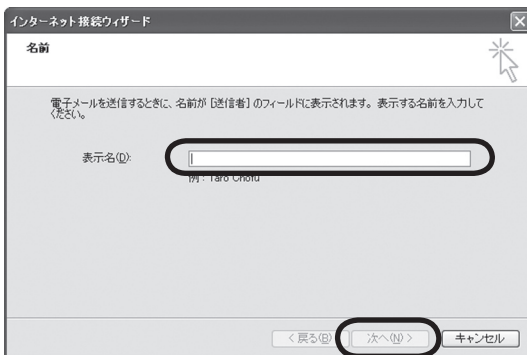 インターネット接続ウィザード
名前
電子メールを送信するときに、名前が [送信者] のフィールドに表示されます。表示する名前を入力して
ください。
表示名(D):
例 : Taro Chofu
< 戻る(B)
次へ(N) >
キャンセル